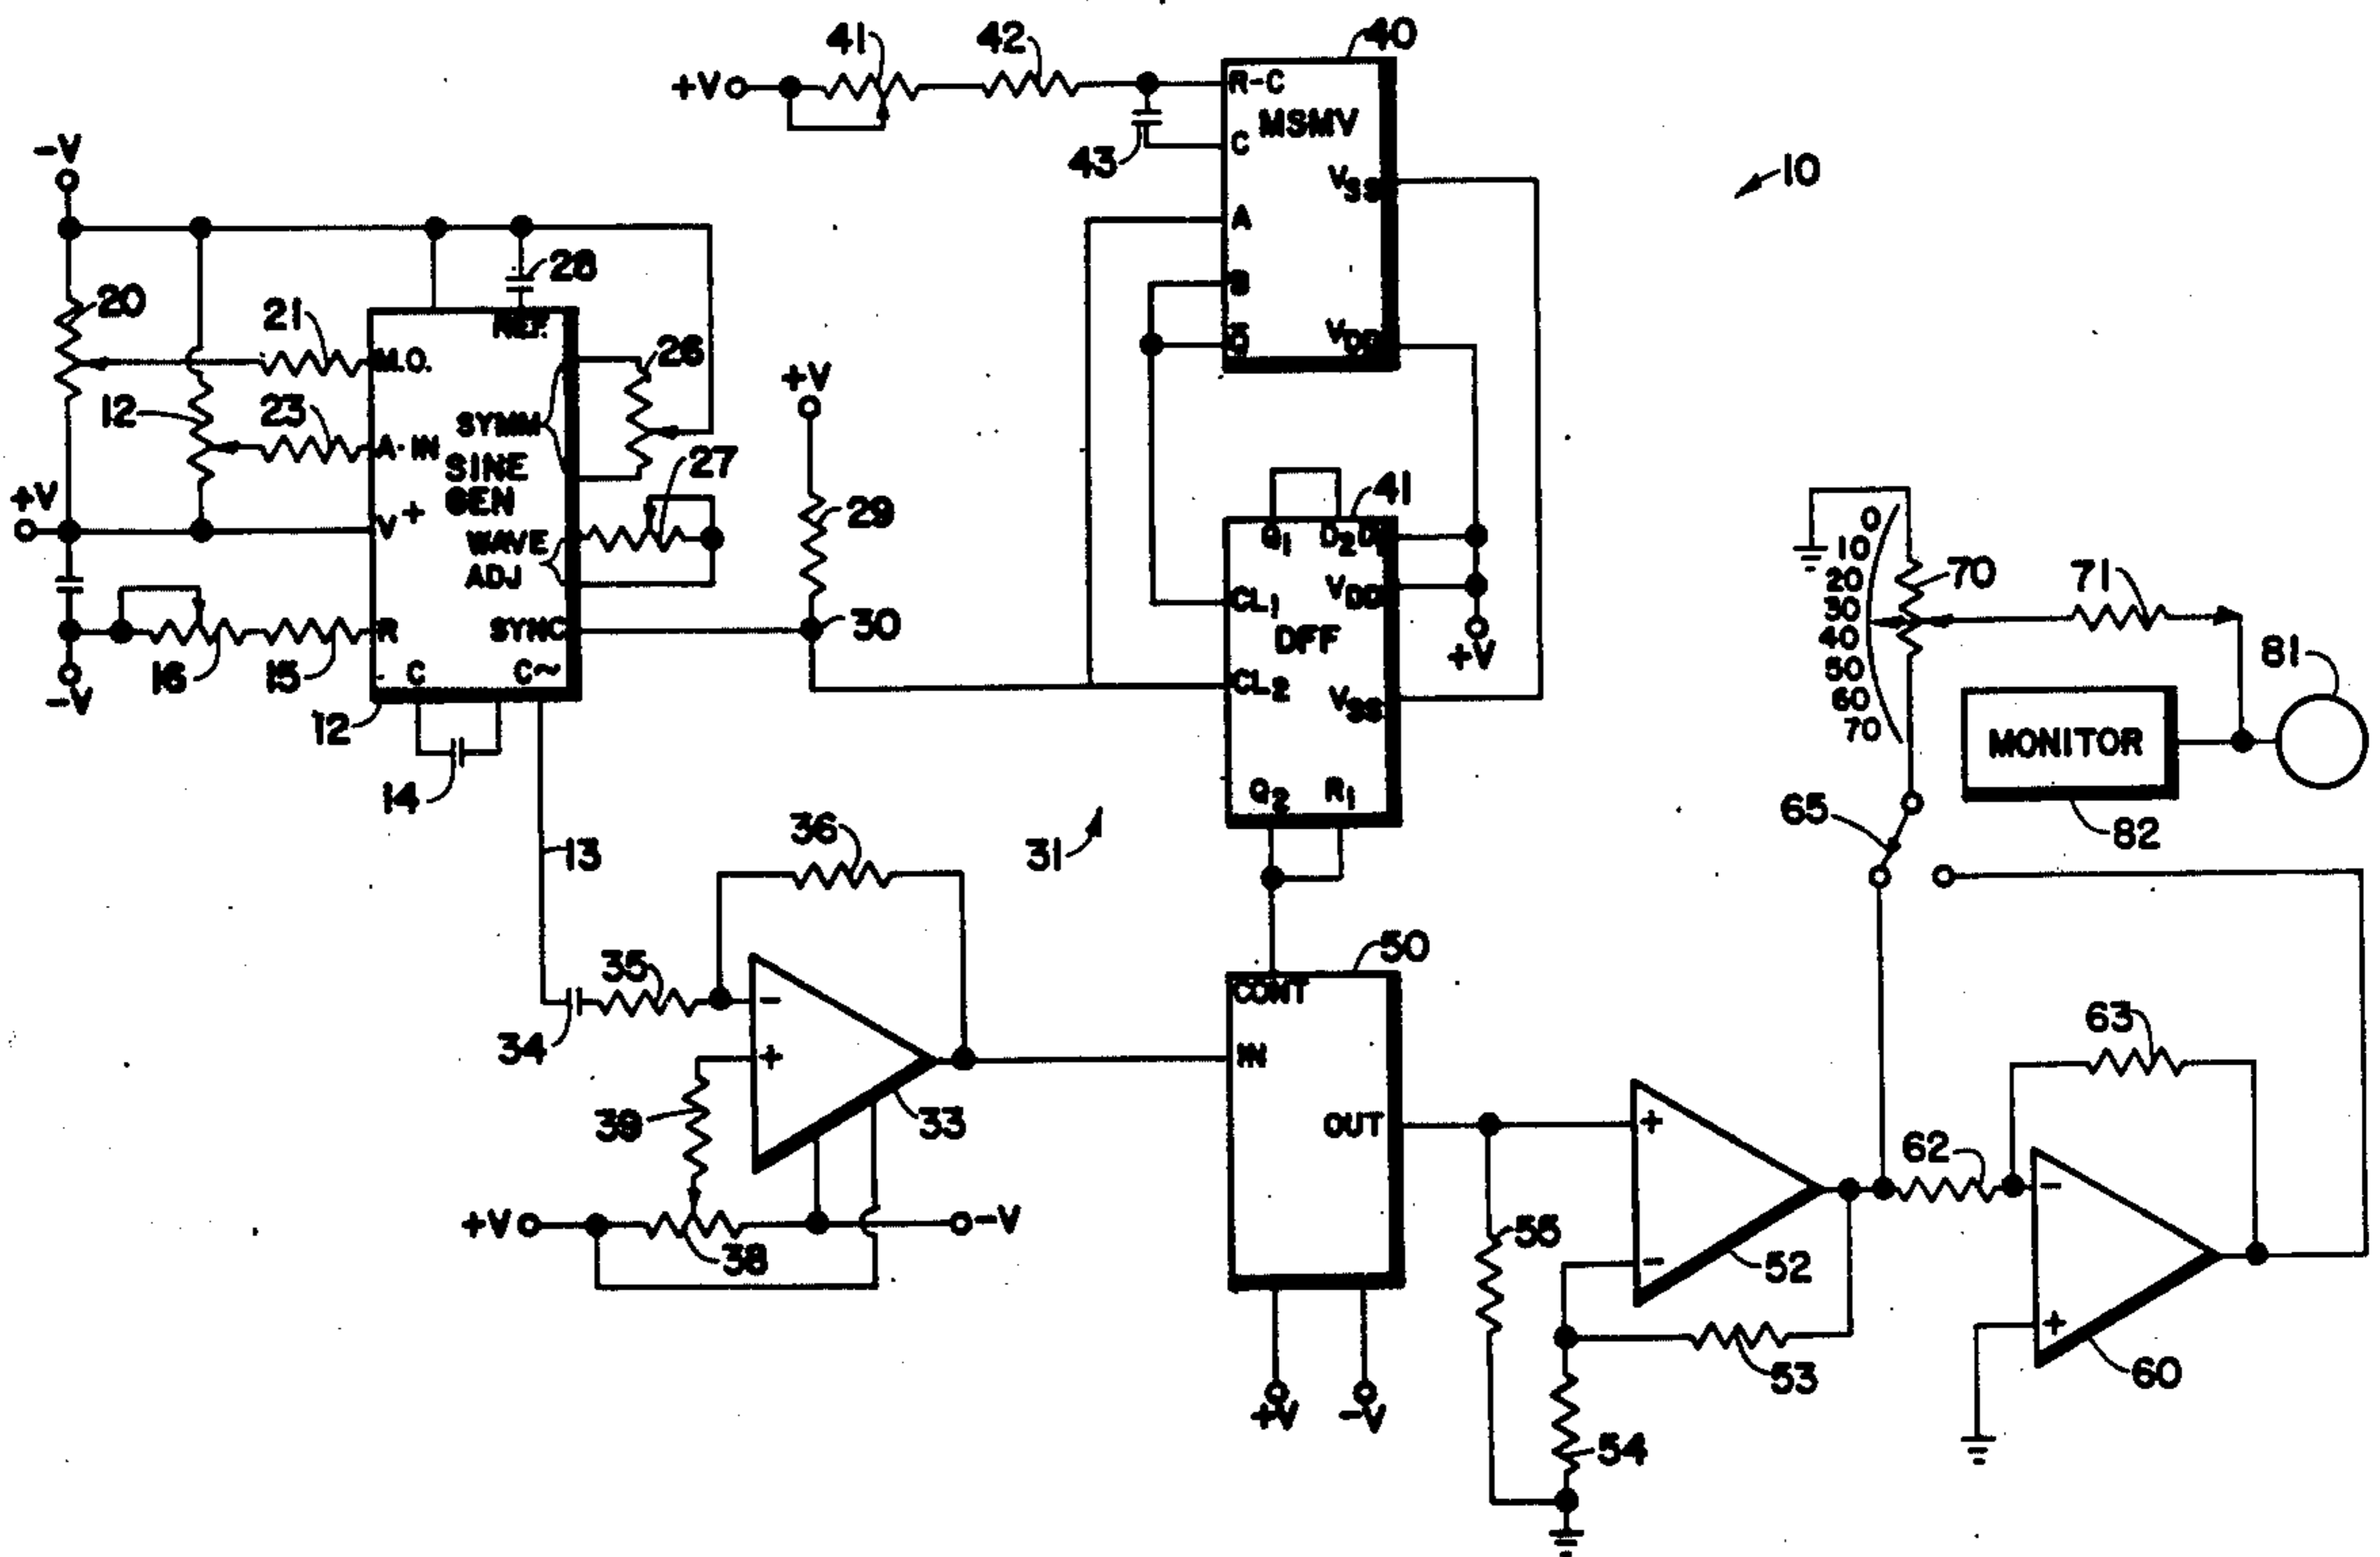 41
42
40
+V
R-C
MSMV
43
C
-V
VSS
10
A
28
B
20
21
REF.
26
M.O.
VDD
+V
12
23
SYMM
A-IN
SINE
GEN
27
41
+V
V+
29
Q1
D2
D1
0
WAVE
ADJ
10
20
70
71
CL1
VDD
30
R
SYNC
30
DFF
40
+V
81
16
15
C
C~
CL2
50
-V
VSS
60
12
70
MONITOR
14
Q2
R1
65
82
36
31
13
35
50
CONT
34
IN
63
39
33
OUT
+
-
62
+V
-V
38
55
52
-
+
53
60
+V
-V
54